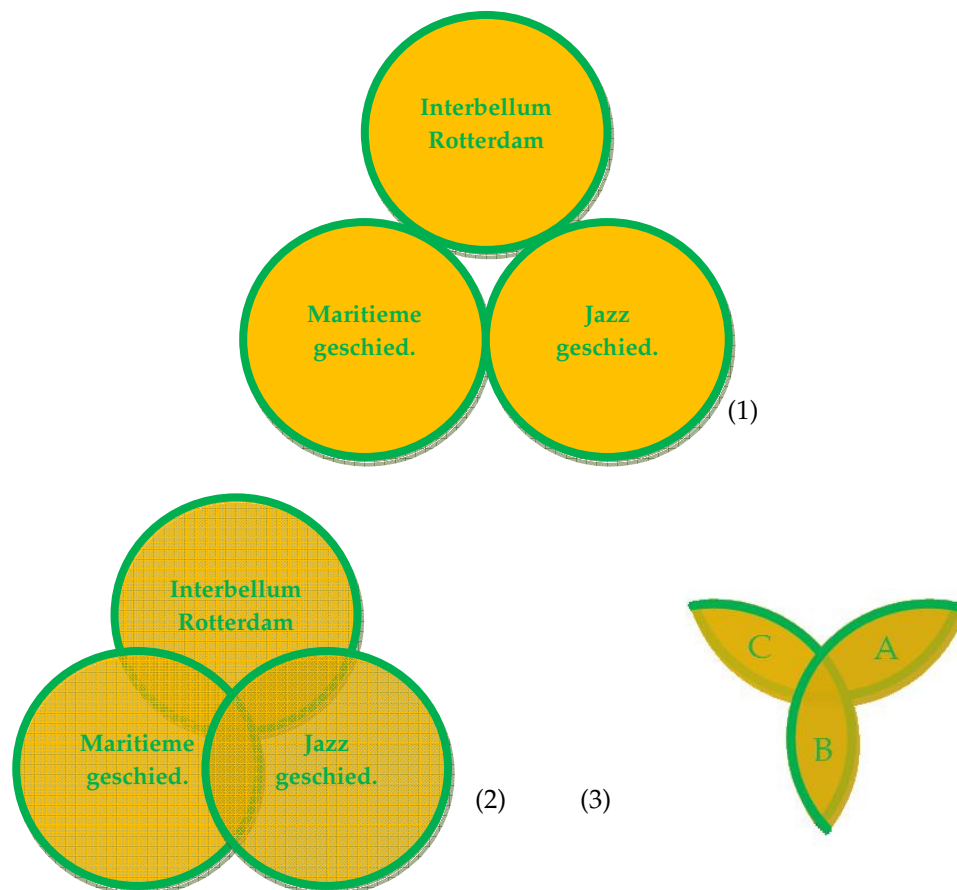 Interbellum
Rotterdam
Maritieme
geschied.
Jazz
geschied.
(1)
Interbellum
Rotterdam
Maritieme
geschied.
Jazz
geschied.
(2)
(3)
C
A
B